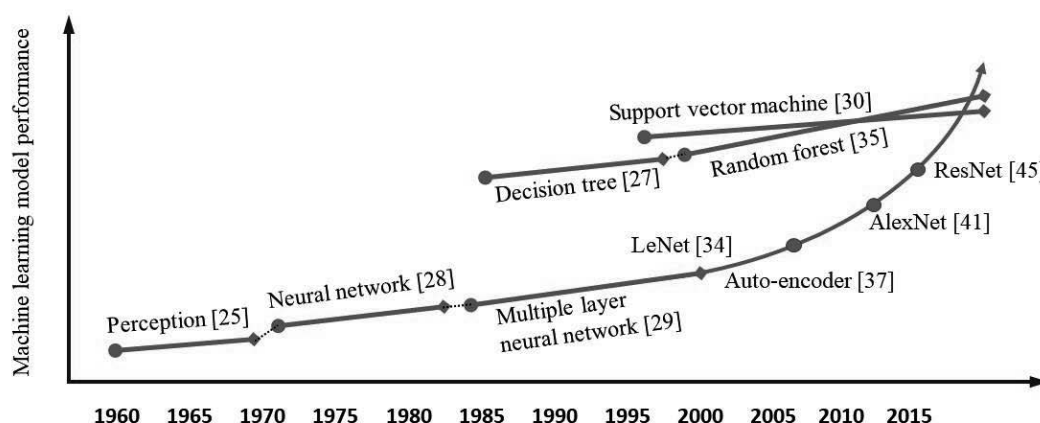 Machine learning model performance
Support vector machine [30]
Random forest [35]
Decision tree [27]
ResNet [45]
AlexNet [41]
LeNet [34]
Auto-encoder [37]
Neural network [28]
Perception [25]
Multiple layer
neural network [29]
1960 1965 1970 1975 1980 1985 1990 1995 2000 2005 2010 2015